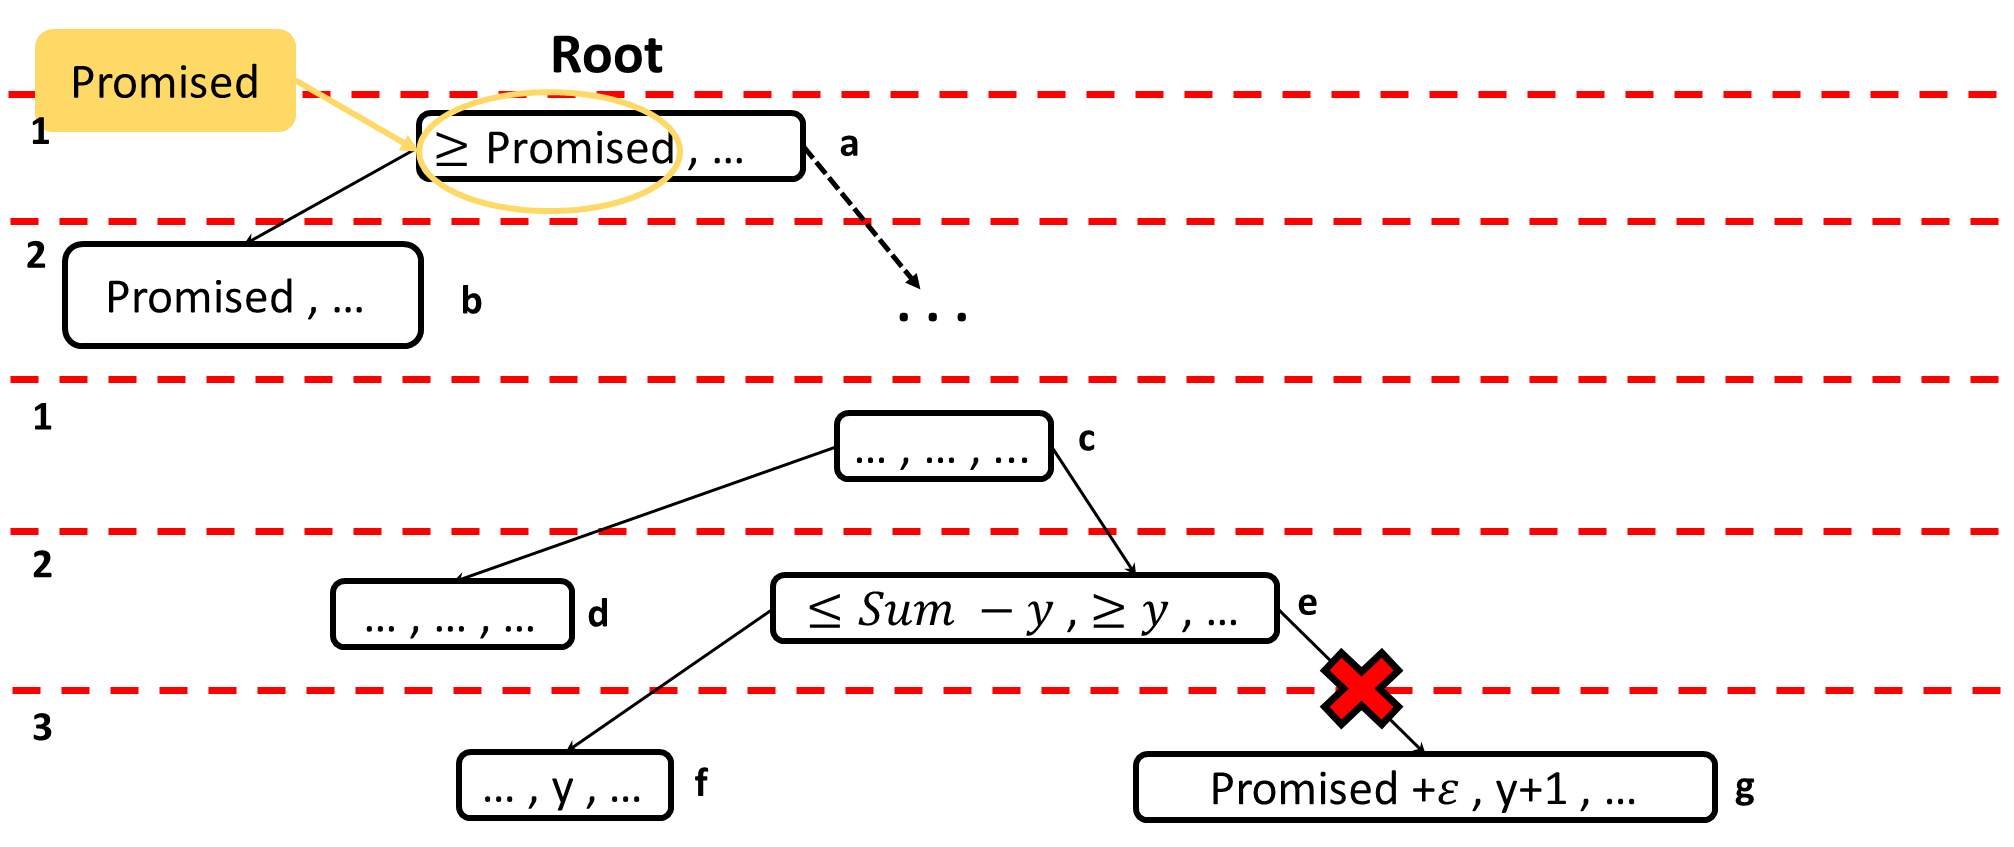 Root
Promised
1
≥ Promised , ...
a
2
Promised , ...
b
...
1
... , ... , ...
c
2
... , ... , ...
d
≤ Sum − y , ≥ y , ...
e
3
... , y , ...
f
Promised +ε , y+1 , ...
g